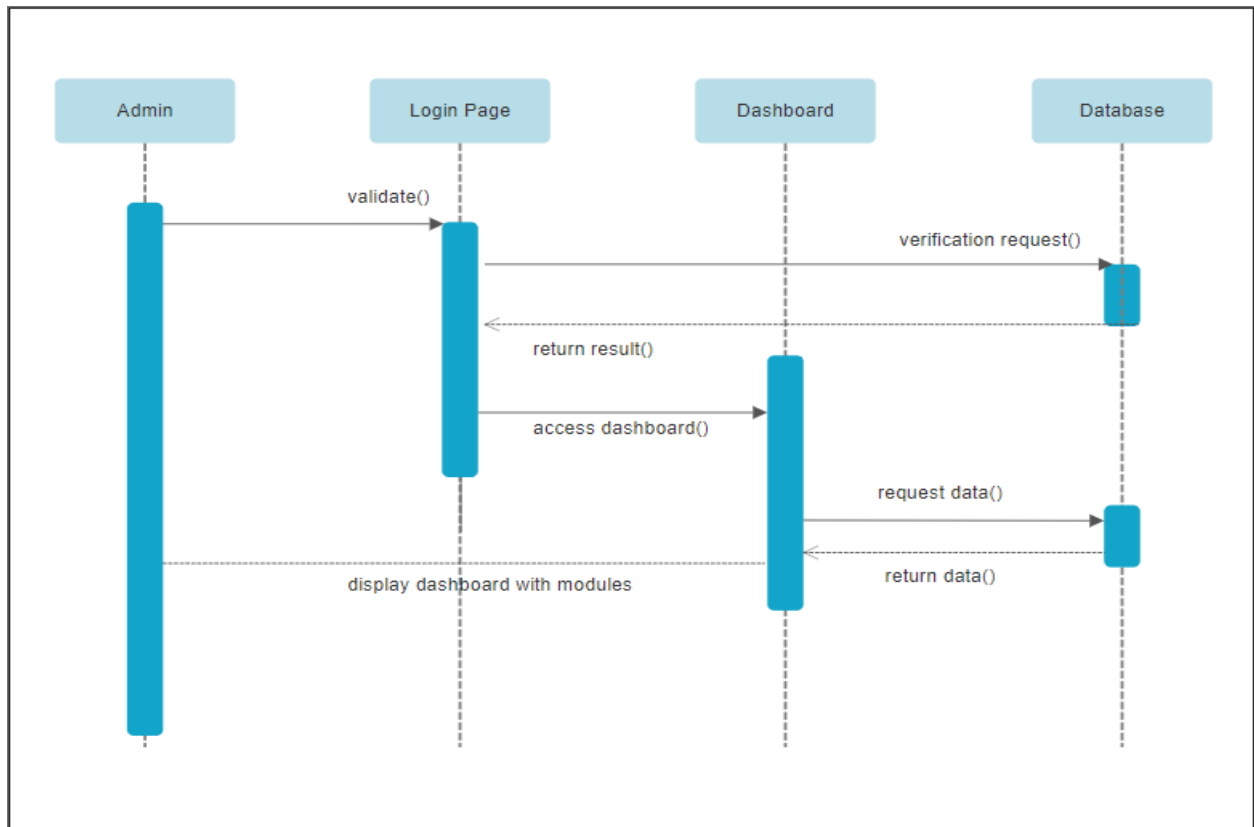 Admin
Login Page
Dashboard
Database
validate()
verification request()
return result()
access dashboard()
request data()
return data()
display dashboard with modules